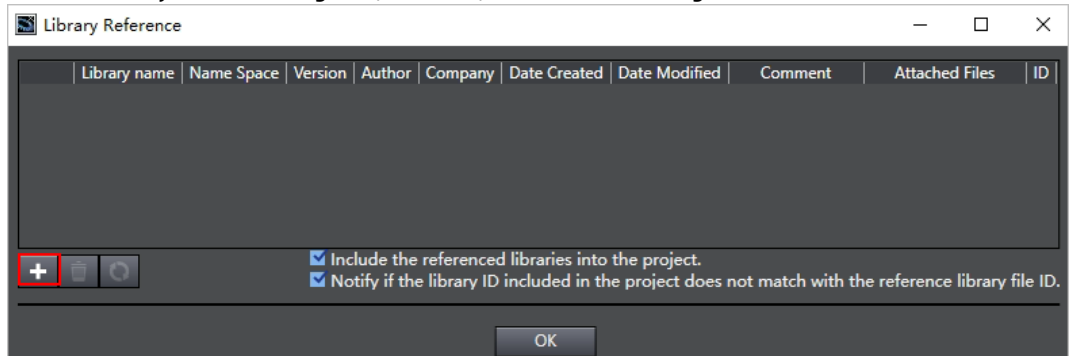 Library Reference
Library name Name Space Version Author Company Date Created Date Modified Comment Attached Files ID
Include the referenced libraries into the project.
Notify if the library ID included in the project does not match with the reference library file ID.
OK